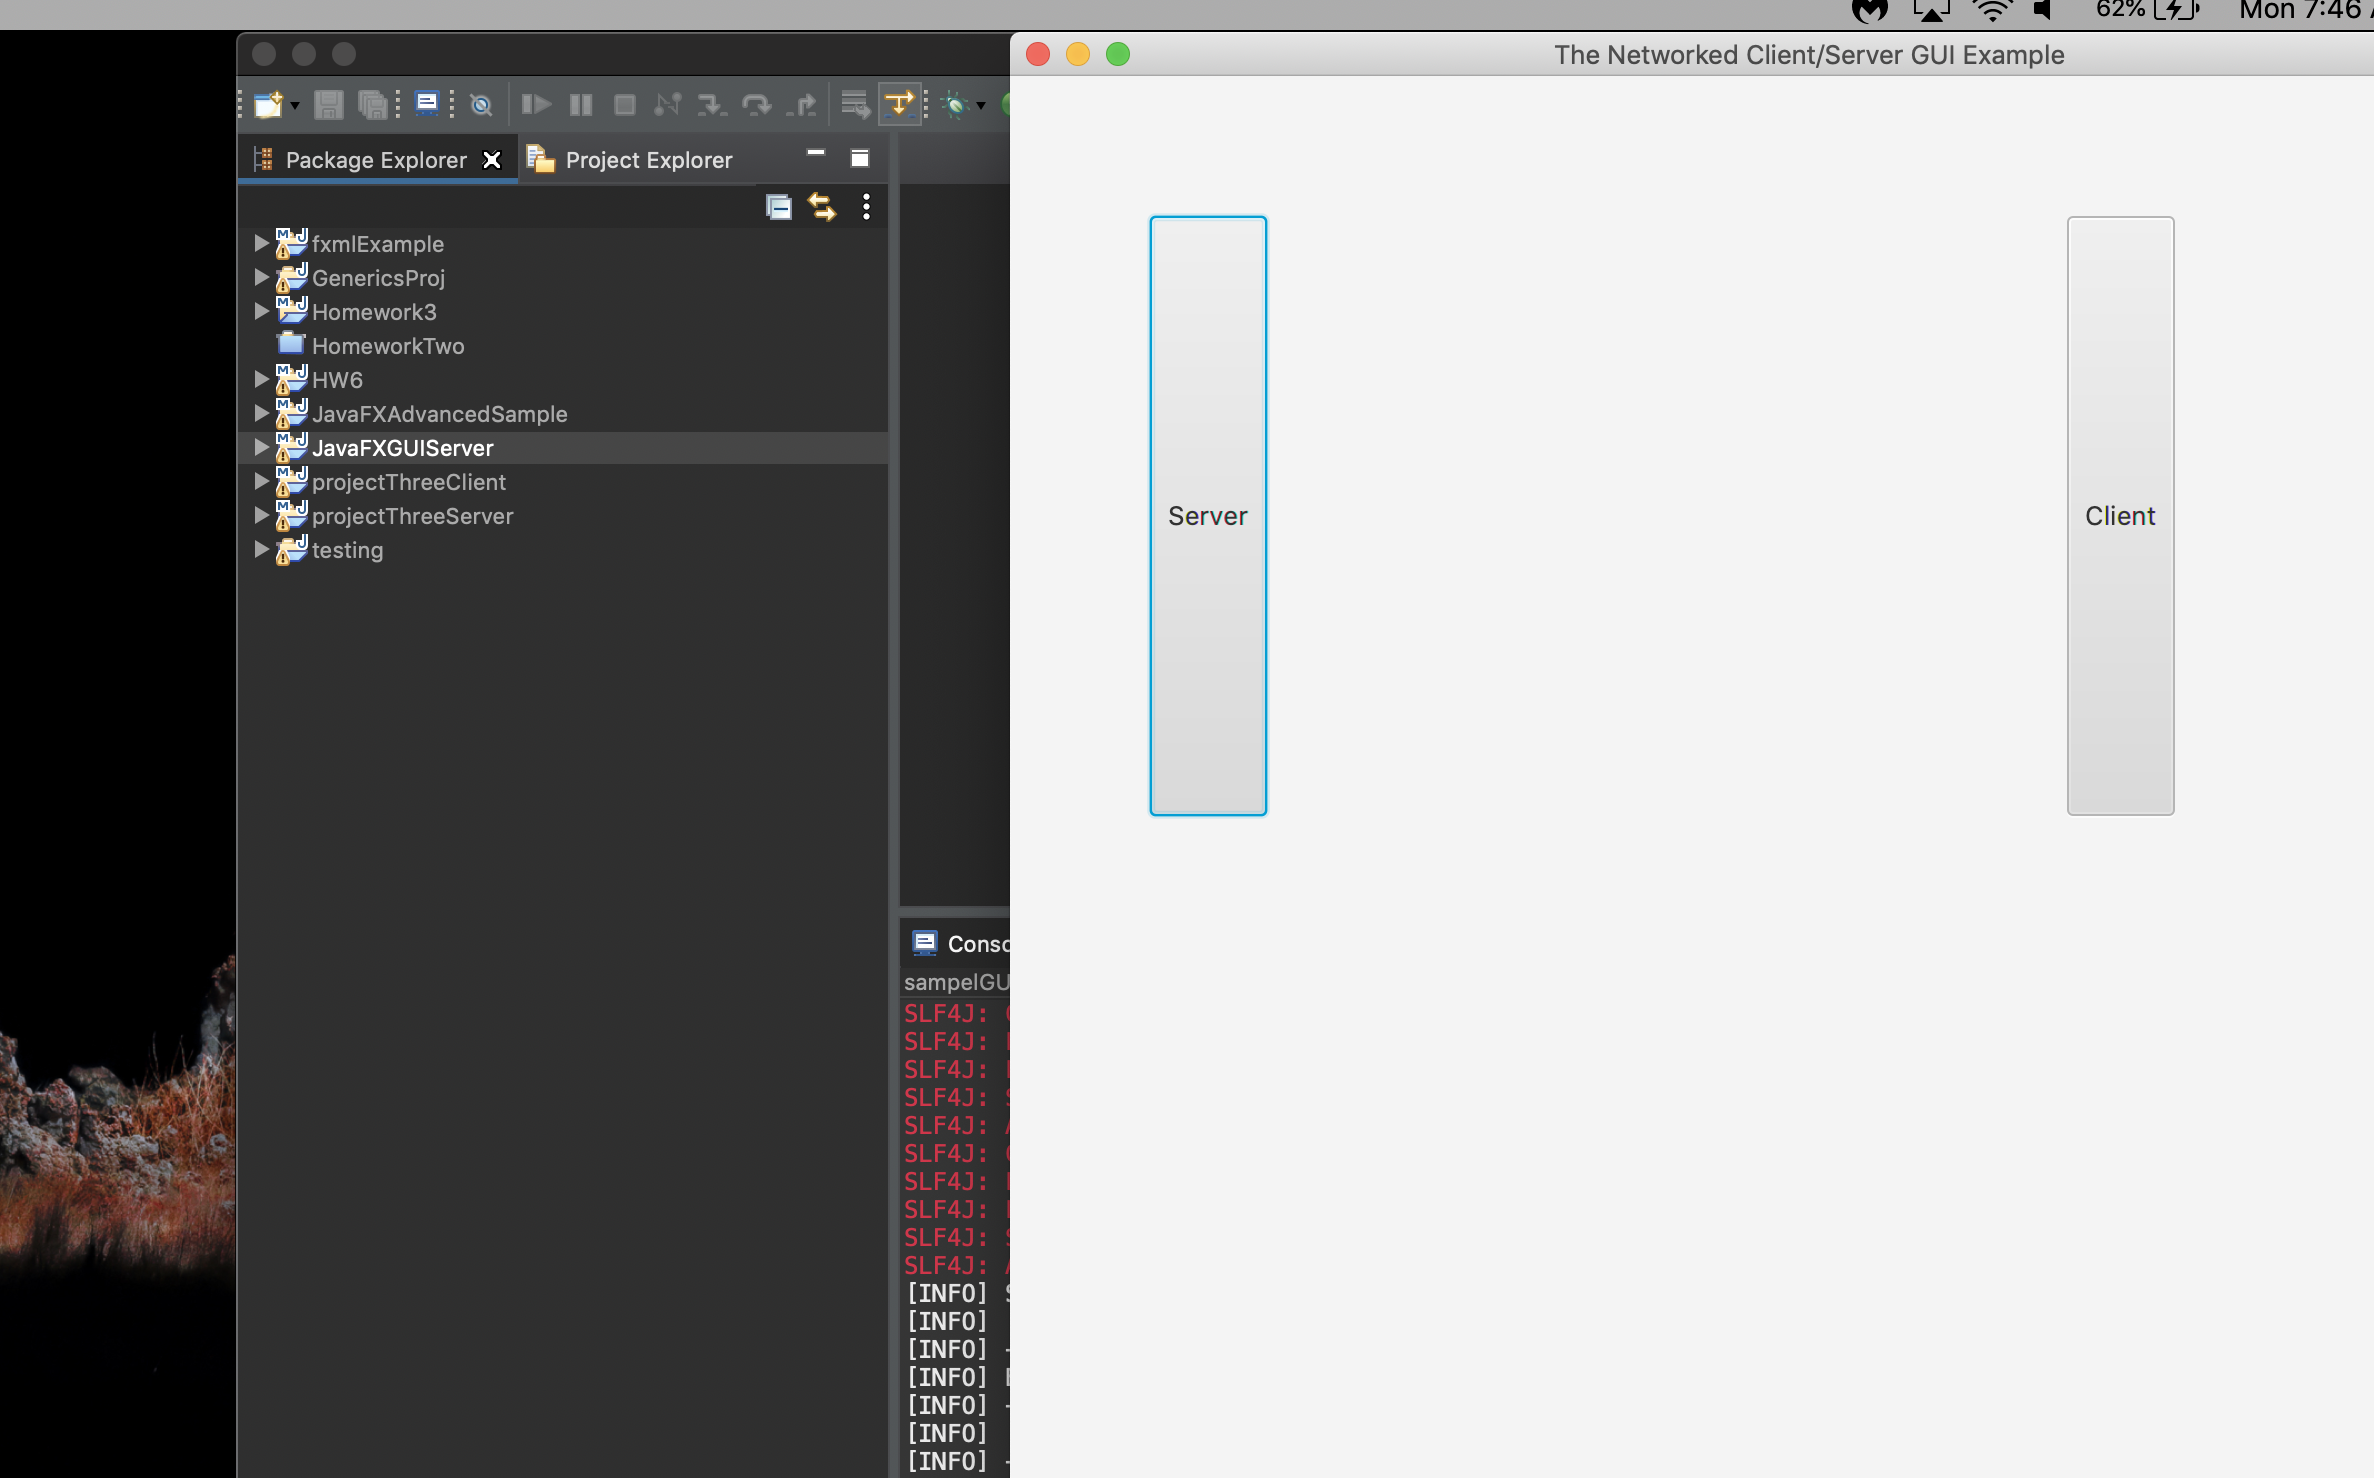 62% Mon 7:46
The Networked Client/Server GUI Example
Package Explorer Project Explorer
fxmlExample
GenericsProj
Homework3
HomeworkTwo
HW6
JavaFXAdvancedSample
JavaFXGUIServer
projectThreeClient
projectThreeServer
testing
Server
Client
SLF4J:
SLF4J:
SLF4J:
SLF4J:
SLF4J:
SLF4J:
SLF4J:
SLF4J:
SLF4J:
SLF4J:
[INFO]
[INFO]
[INFO] -
[INFO]
[INFO] -
[INFO]
[INFO] -